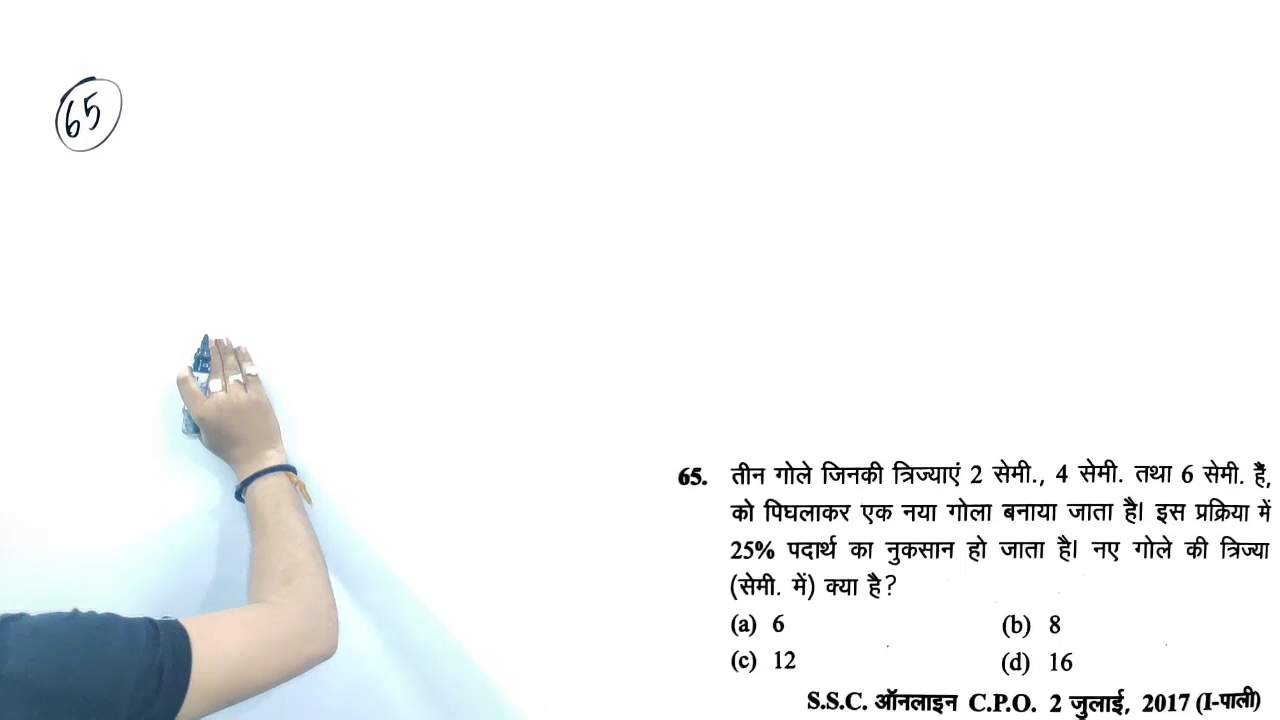 65
65. तीन गोले जिनकी त्रिज्याएं 2 सेमी., 4 सेमी. तथा 6 सेमी. हैं,
को पिघलाकर एक नया गोला बनाया जाता है। इस प्रक्रिया में
25% पदार्थ का नुकसान हो जाता है। नए गोले की त्रिज्या
(सेमी. में) क्या है?
(a) 6 (b) 8
(c) 12 (d) 16
S.S.C. ऑनलाइन C.P.O. 2 जुलाई, 2017 (I-पाली)